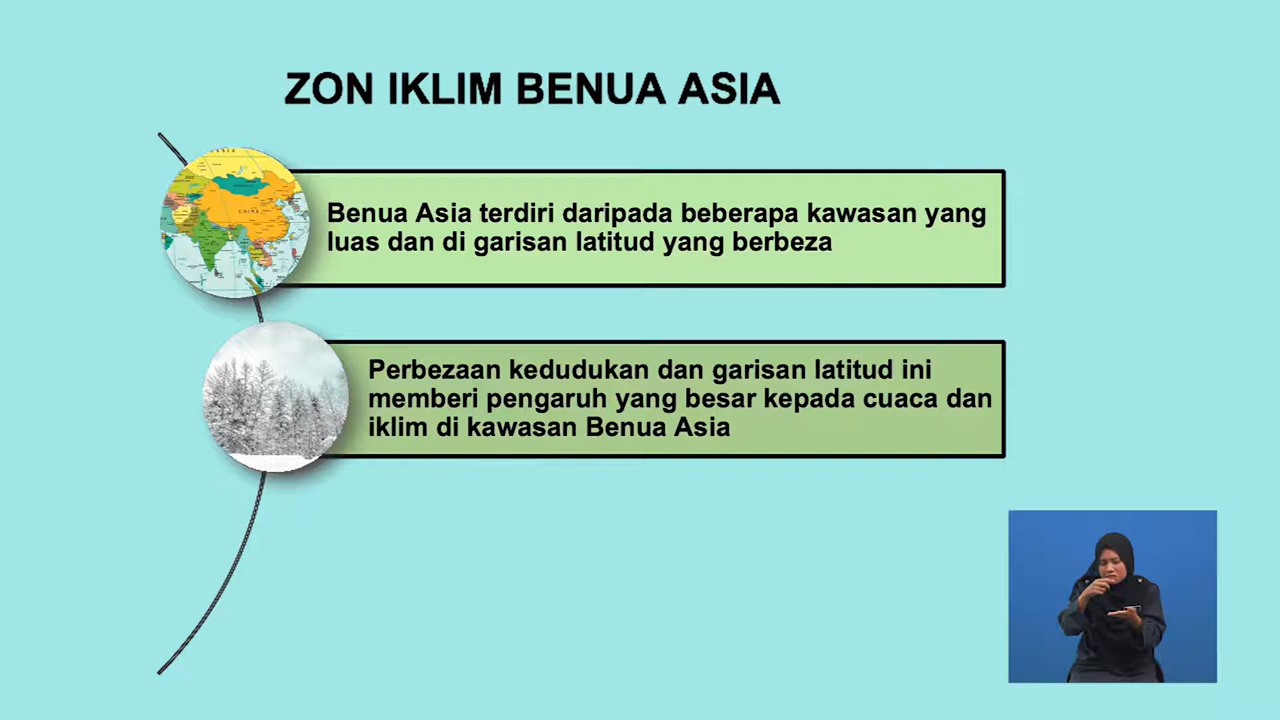 ZON IKLIM BENUA ASIA
Benua Asia terdiri daripada beberapa kawasan yang
luas dan di garisan latitud yang berbeza
CHINA
Perbezaan kedudukan dan garisan latitud ini
memberi pengaruh yang besar kepada cuaca dan
iklim di kawasan Benua Asia